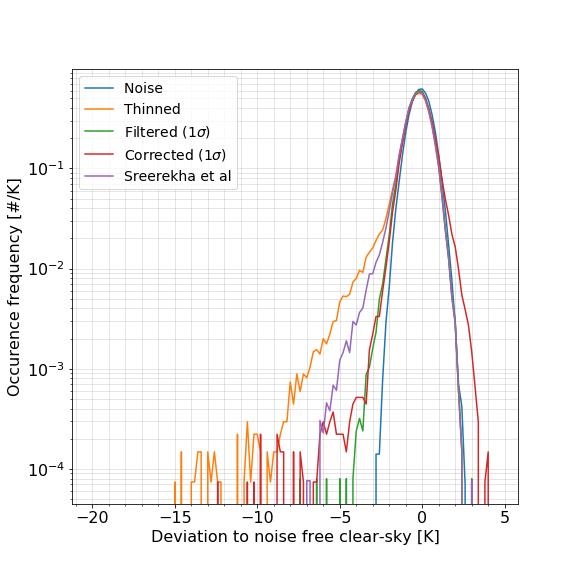 Noise
Thinned
Filtered (1σ)
Corrected (1σ)
Sreerekha et al
Occurence frequency [#/K]
10⁻¹
10⁻²
10⁻³
10⁻⁴
−20 −15 −10 −5 0 5
Deviation to noise free clear-sky [K]